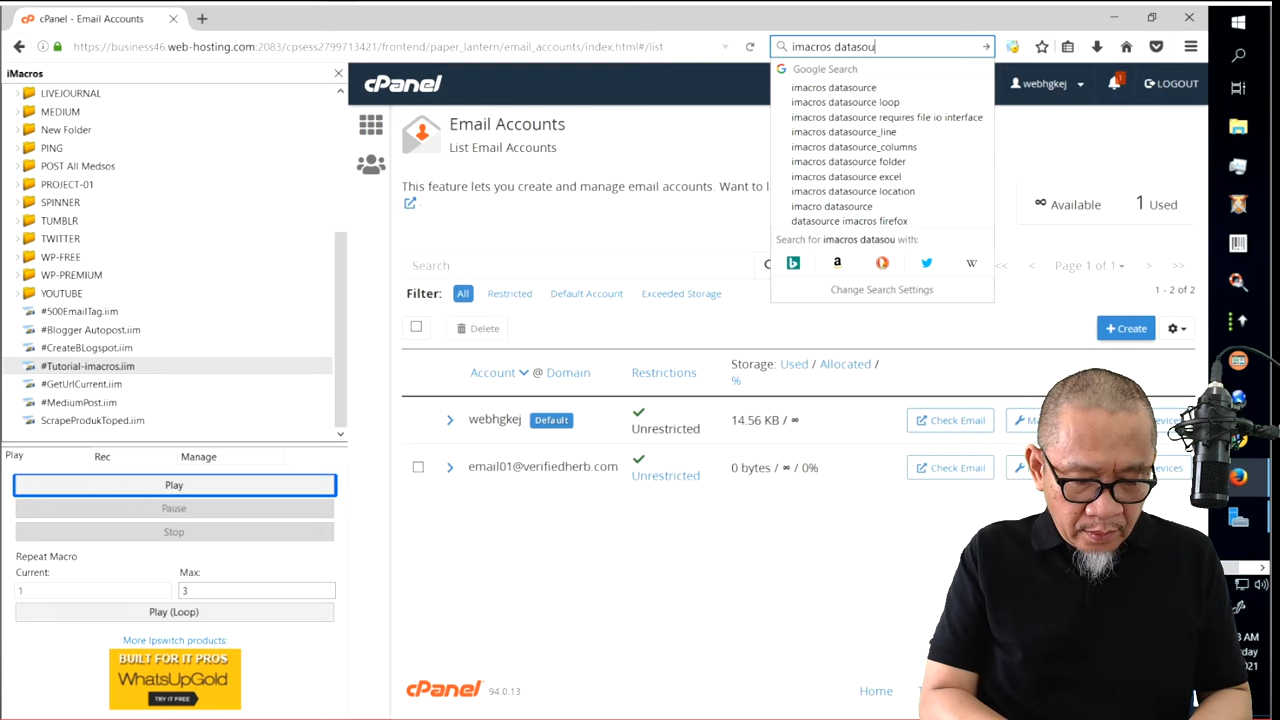 cPanel - Email Accounts
https://business46.web-hosting.com:2083/cpsess2799713421/frontend/paper_lantern/email_accounts/index.html#/list
imacros datasou
Google Search
imacros datasource
imacros datasource loop
imacros datasource requires file io interface
imacros datasource_line
imacros datasource_columns
imacros datasource folder
imacros datasource excel
imacros datasource location
imacro datasource
datasource imacros firefox
Search for imacros datasou with:
Change Search Settings
iMacros
LIVEJOURNAL
MEDIUM
New Folder
PING
POST All Medsos
PROJECT-01
SPINNER
TUMBLR
TWITTER
WP-FREE
WP-PREMIUM
YOUTUBE
#500EmailTag.iim
#Blogger Autopost.iim
#CreateBLogspot.iim
#Tutorial-imacros.iim
#GetUrlCurrent.iim
#MediumPost.iim
ScrapeProdukToped.iim
Play
Rec
Manage
Play
Pause
Stop
Repeat Macro
Current:
Max:
1
3
Play (Loop)
More Ipswitch products:
BUILT FOR IT PROS
WhatsUpGold
TRY IT FREE
cPanel
webhgkej
1
LOGOUT
Email Accounts
List Email Accounts
This feature lets you create and manage email accounts. Want to l
∞ Available
1 Used
Search
<< < Page 1 of 1 > >>
Filter: All Restricted Default Account Exceeded Storage
1 - 2 of 2
Delete
+ Create
Account @ Domain
Restrictions
Storage: Used / Allocated /
%
webhgkej Default
Unrestricted
14.56 KB / ∞
Check Email
email01@verifiedherb.com
Unrestricted
0 bytes / ∞ / 0%
Check Email
evices
cPanel 94.0.13
Home